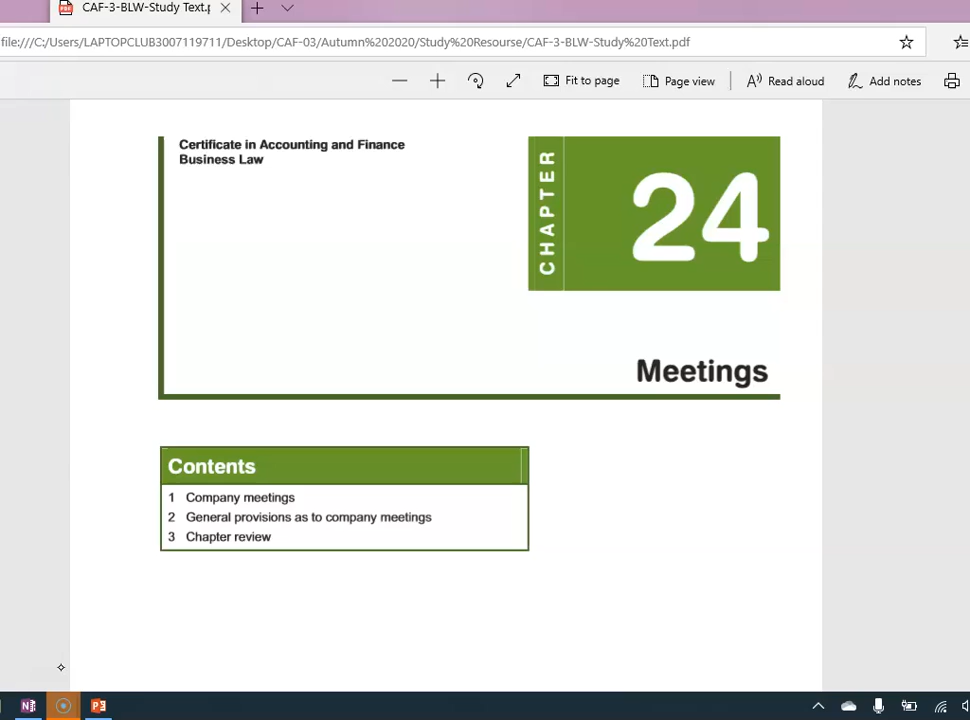 CAF-3-BLW-Study Text.p
file:///C:/Users/LAPTOPCLUB3007119711/Desktop/CAF-03/Autumn%202020/Study%20Resourse/CAF-3-BLW-Study%20Text.pdf
Fit to page
Page view
Read aloud
Add notes
Certificate in Accounting and Finance
Business Law
CHAPTER
24
Meetings
Contents
1 Company meetings
2 General provisions as to company meetings
3 Chapter review